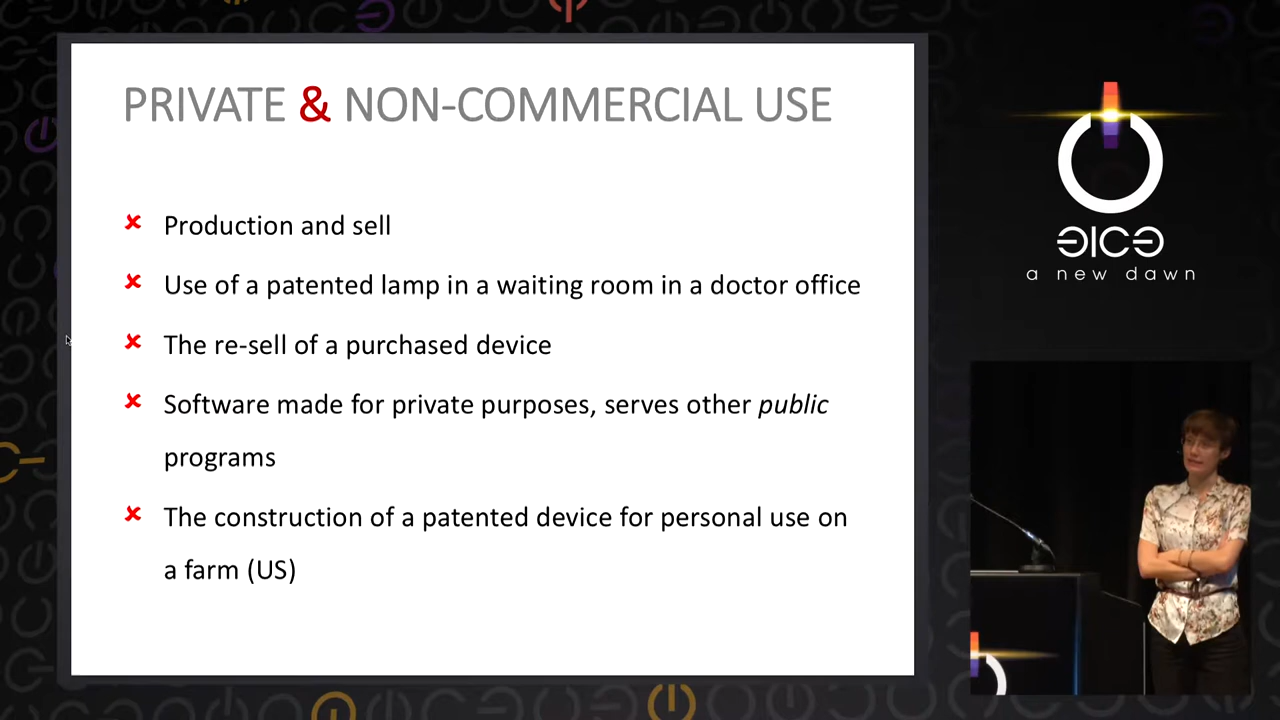 PRIVATE & NON-COMMERCIAL USE
Production and sell
Use of a patented lamp in a waiting room in a doctor office
The re-sell of a purchased device
Software made for private purposes, serves other public
programs
The construction of a patented device for personal use on
a farm (US)
a new dawn